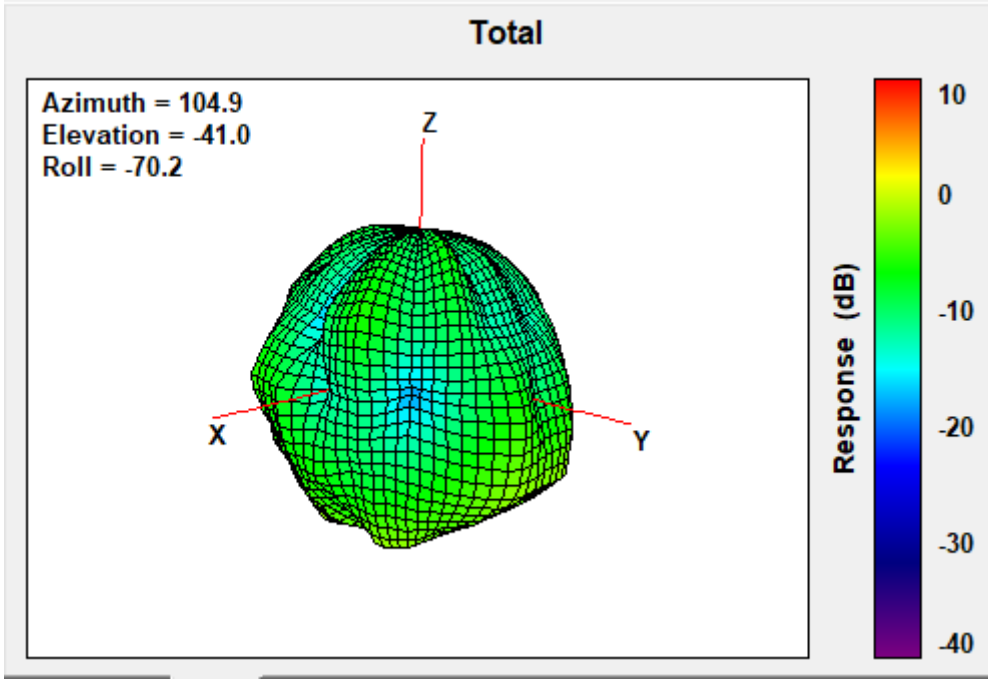 Total
Azimuth = 104.9
Elevation = -41.0
Roll = -70.2
Z
X
Y
10
0
-10
-20
-30
-40
Response (dB)